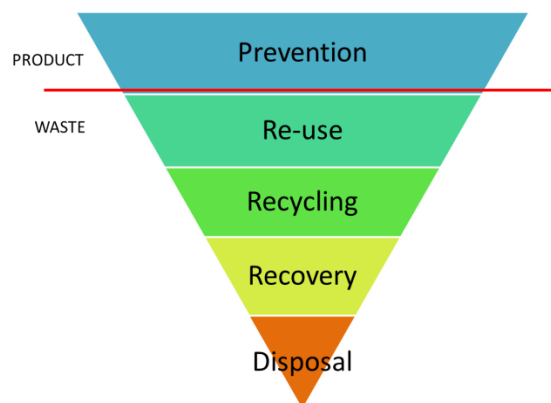 Prevention
PRODUCT
WASTE
Re-use
Recycling
Recovery
Disposal